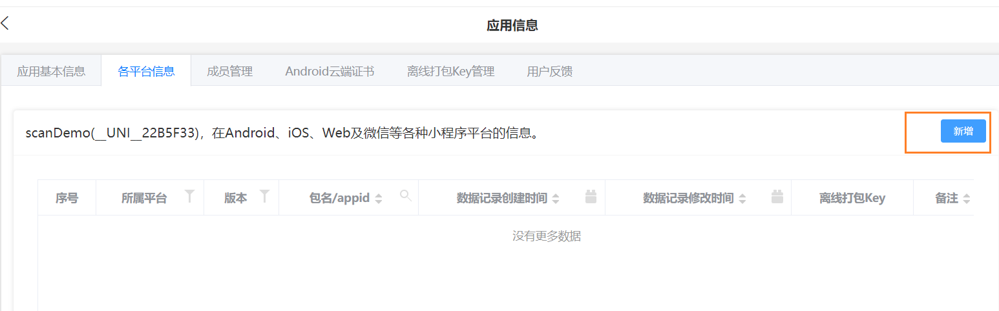 应用信息
应用基本信息 各平台信息 成员管理 Android云端证书 离线打包Key管理 用户反馈
scanDemo(__UNI__22B5F33)，在Android、iOS、Web及微信等各种小程序平台的信息。 新增
序号 所属平台 版本 包名/appid 数据记录创建时间 数据记录修改时间 离线打包Key 备注
没有更多数据